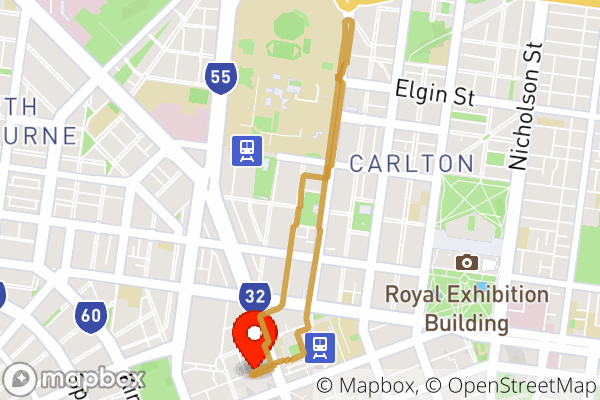 Elgin St
Nicholson St
55
TH
URNE
CARLTON
32
60
Royal Exhibition
Building
mapbox
© Mapbox, © OpenStreetMap